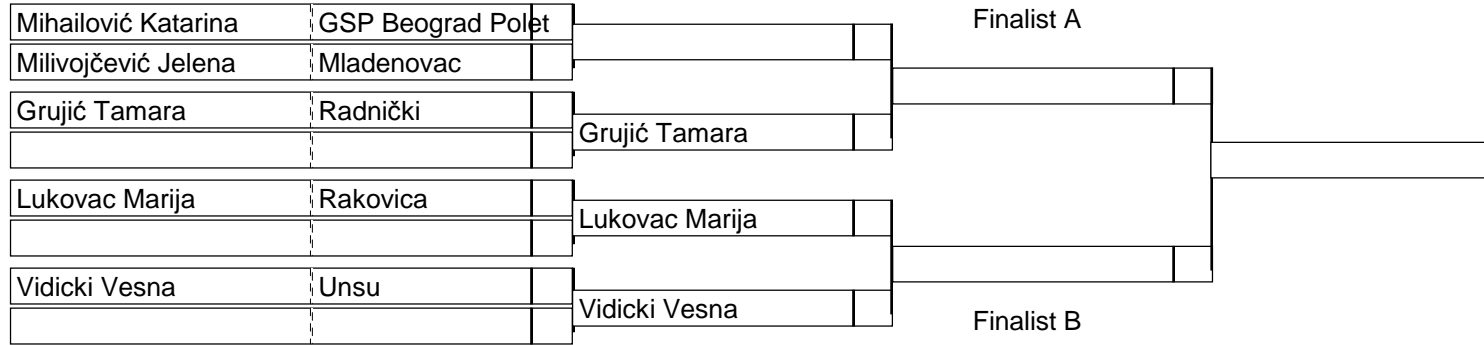 Mihailović Katarina GSP Beograd Polet
Milivojčević Jelena Mladenovac
Grujić Tamara Radnički
Lukovac Marija Rakovica
Vidicki Vesna Unsu
Grujić Tamara
Lukovac Marija
Vidicki Vesna
Finalist A
Finalist B